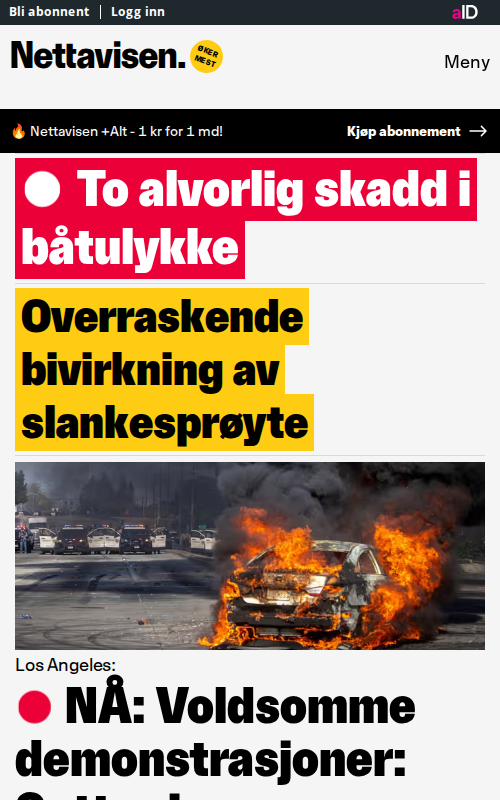 Bli abonnent | Logg inn
aID
Nettavisen.
ØKER
MEST
Meny
🔥 Nettavisen +Alt - 1 kr for 1 md!
Kjøp abonnement →
To alvorlig skadd i
båtulykke
Overraskende
bivirkning av
slankesprøyte
Los Angeles:
NÅ: Voldsomme
demonstrasjoner: